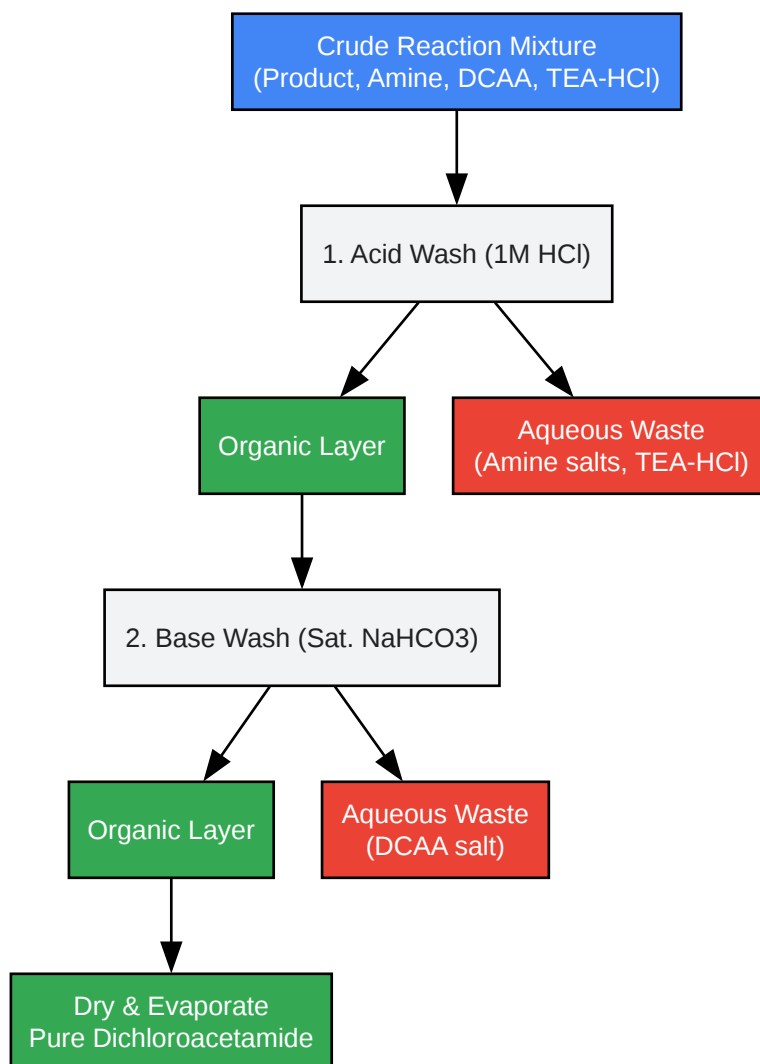 Crude Reaction Mixture
(Product, Amine, DCAA, TEA-HCl)
1. Acid Wash (1M HCl)
Organic Layer
Aqueous Waste
(Amine salts, TEA-HCl)
2. Base Wash (Sat. NaHCO3)
Organic Layer
Aqueous Waste
(DCAA salt)
Dry & Evaporate
Pure Dichloroacetamide